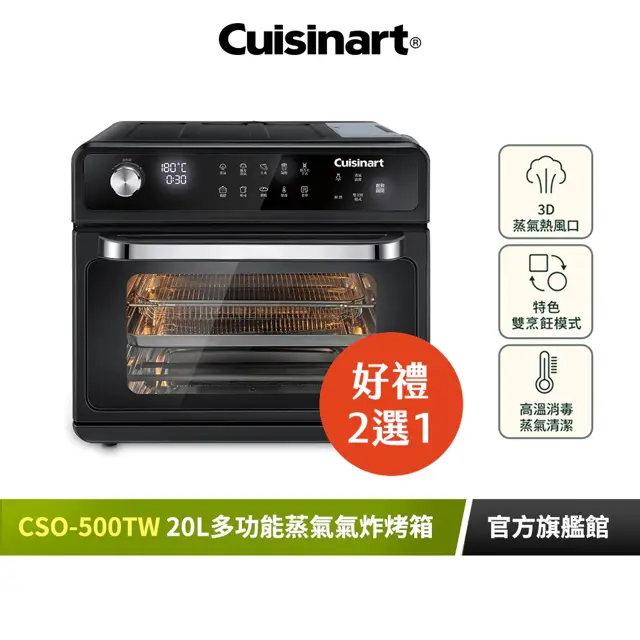 Cuisinart®
180°C
0:30
Cuisinart
3D
蒸氣熱風口
特色
雙烹飪模式
高溫消毒
蒸氣清潔
好禮
2選1
CSO-500TW 20L多功能蒸氣氣炸烤箱
官方旗艦館